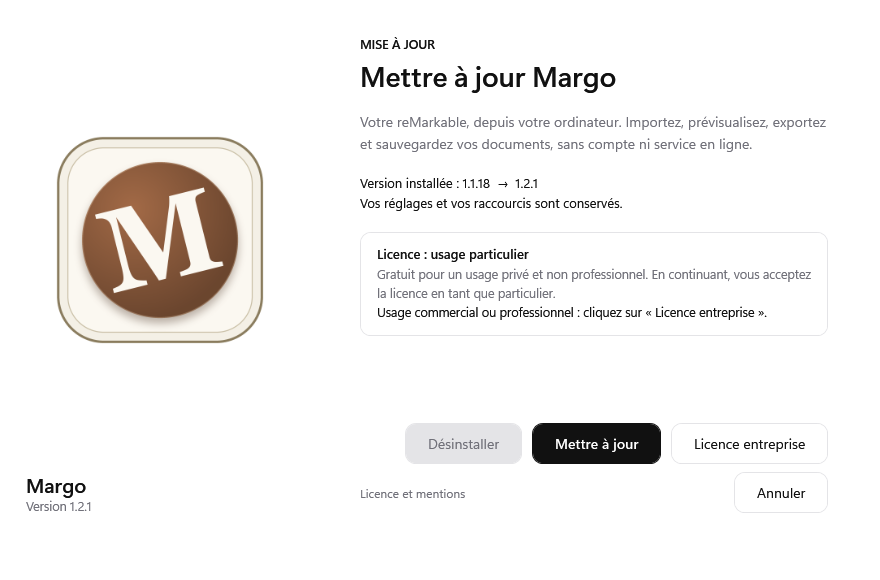 MISE À JOUR
Mettre à jour Margo
Votre reMarkable, depuis votre ordinateur. Importez, prévisualisez, exportez
et sauvegardez vos documents, sans compte ni service en ligne.
Version installée : 1.1.18 → 1.2.1
Vos réglages et vos raccourcis sont conservés.
Licence : usage particulier
Gratuit pour un usage privé et non professionnel. En continuant, vous acceptez
la licence en tant que particulier.
Usage commercial ou professionnel : cliquez sur « Licence entreprise ».
M
Désinstaller
Mettre à jour
Licence entreprise
Margo
Version 1.2.1
Licence et mentions
Annuler